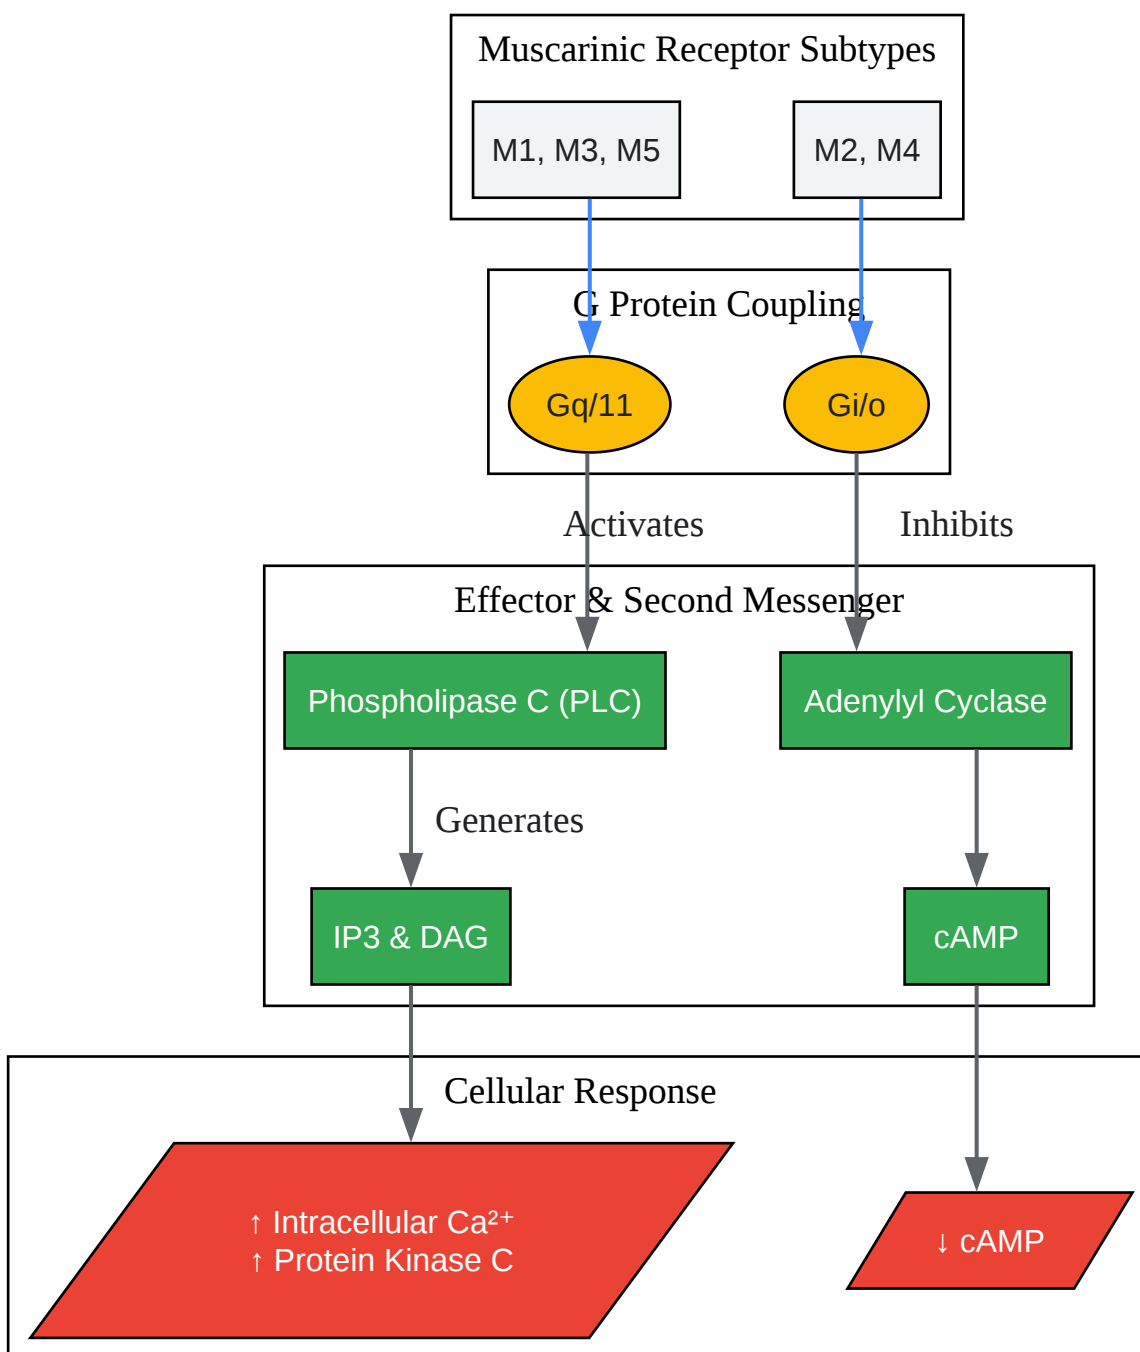 Muscarinic Receptor Subtypes
M1, M3, M5
M2, M4
G Protein Coupling
Gq/11
Gi/o
Activates
Inhibits
Effector & Second Messenger
Phospholipase C (PLC)
Adenylyl Cyclase
Generates
IP3 & DAG
cAMP
Cellular Response
↑ Intracellular Ca²⁺
↑ Protein Kinase C
↓ cAMP